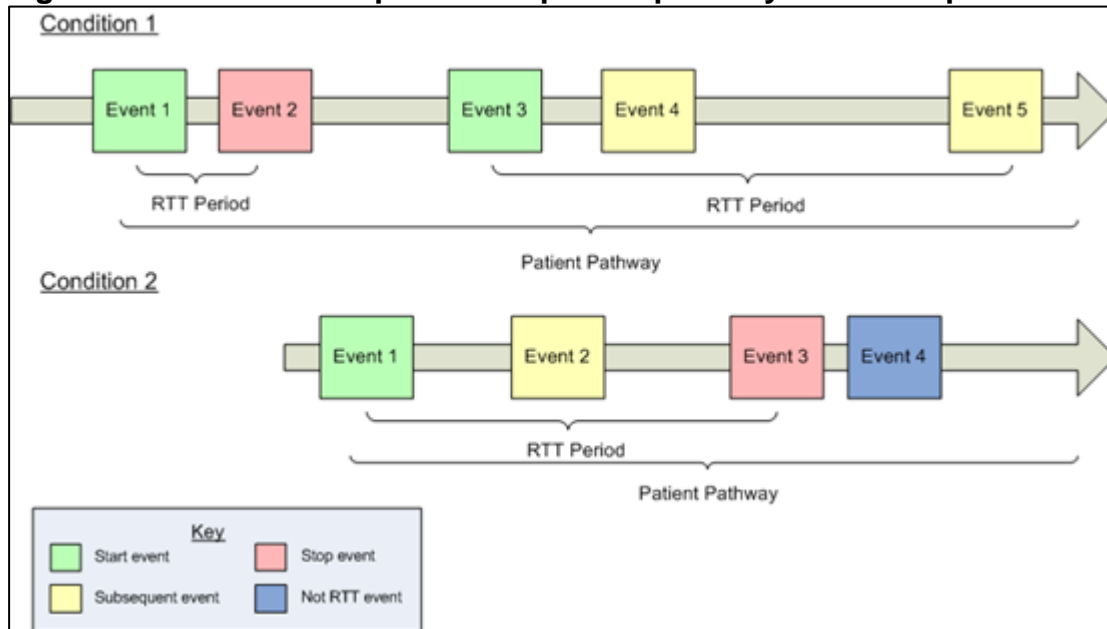 Condition 1
Event 1
Event 2
Event 3
Event 4
Event 5
RTT Period
RTT Period
Patient Pathway
Condition 2
Event 1
Event 2
Event 3
Event 4
RTT Period
Patient Pathway
Key
Start event
Stop event
Subsequent event
Not RTT event